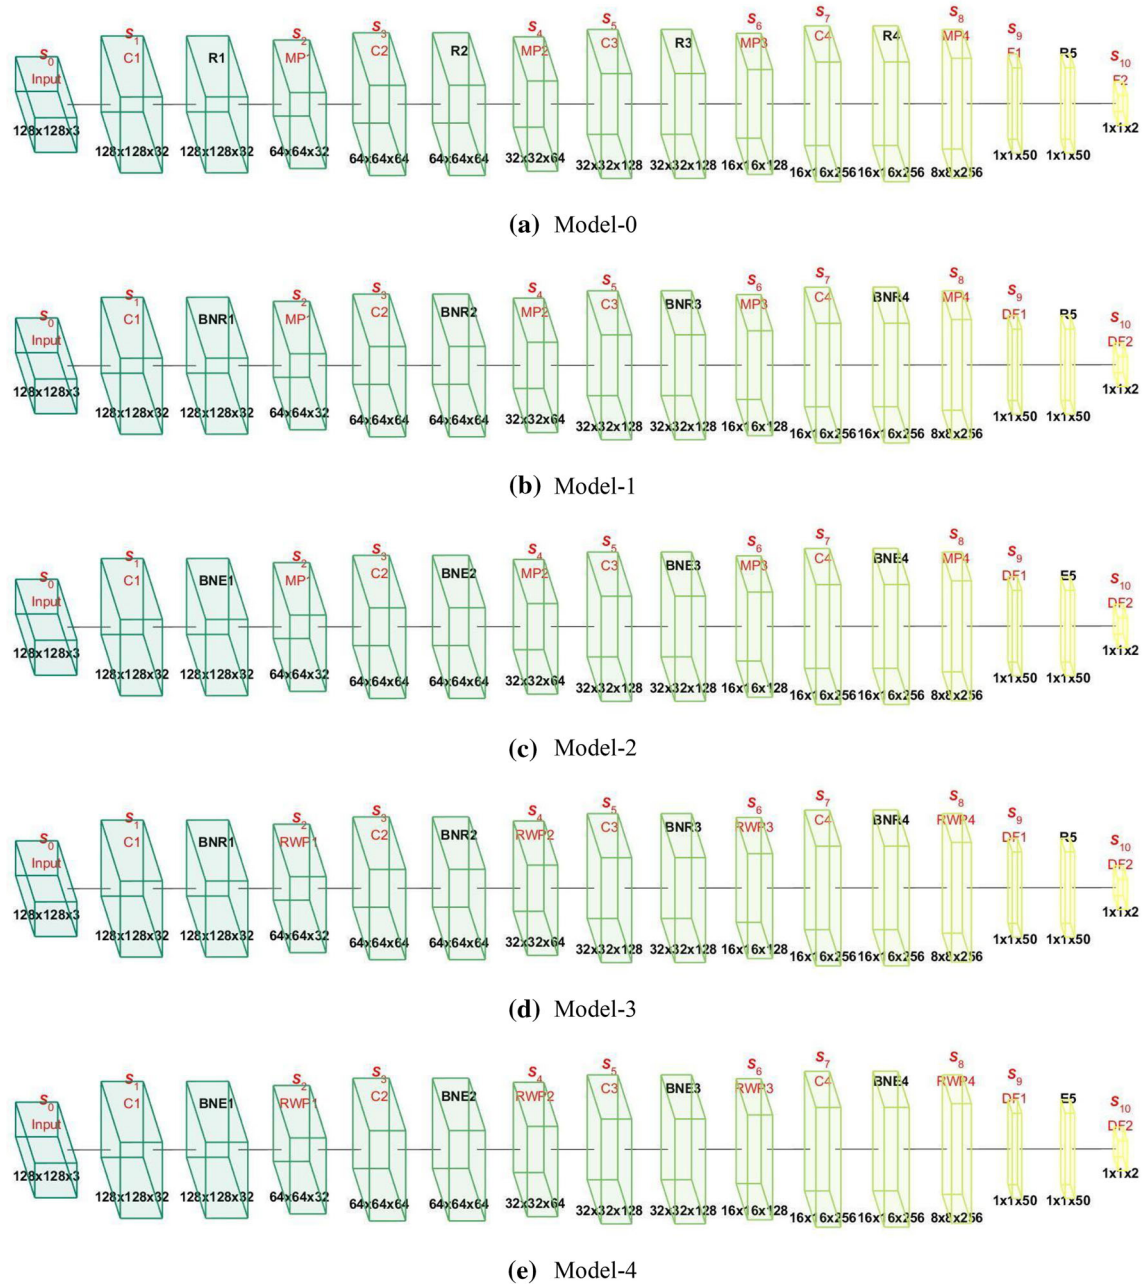 S0 S1 S2 S3 S4 S5 S6 S7 S8 S9 S10
Input C1 R1 MP1 C2 R2 MP2 C3 R3 MP3 C4 R4 MP4 F1 R5 F2
128x128x3 128x128x32 128x128x32 64x64x32 64x64x64 64x64x64 32x32x64 32x32x128 32x32x128 16x16x128 16x16x256 16x16x256 8x8x256 1x1x50 1x1x50 1x1x2
(a) Model-0
S0 S1 S2 S3 S4 S5 S6 S7 S8 S9 S10
Input C1 BNR1 MP1 C2 BNR2 MP2 C3 BNR3 MP3 C4 BNR4 MP4 DF1 R5 DF2
128x128x3 128x128x32 128x128x32 64x64x32 64x64x64 64x64x64 32x32x64 32x32x128 32x32x128 16x16x128 16x16x256 16x16x256 8x8x256 1x1x50 1x1x50 1x1x2
(b) Model-1
S0 S1 S2 S3 S4 S5 S6 S7 S8 S9 S10
Input C1 BNE1 MP1 C2 BNE2 MP2 C3 BNE3 MP3 C4 BNE4 MP4 DF1 E5 DF2
128x128x3 128x128x32 128x128x32 64x64x32 64x64x64 64x64x64 32x32x64 32x32x128 32x32x128 16x16x128 16x16x256 16x16x256 8x8x256 1x1x50 1x1x50 1x1x2
(c) Model-2
S0 S1 S2 S3 S4 S5 S6 S7 S8 S9 S10
Input C1 BNR1 RWP1 C2 BNR2 RWP2 C3 BNR3 RWP3 C4 BNR4 RWP4 DF1 R5 DF2
128x128x3 128x128x32 128x128x32 64x64x32 64x64x64 64x64x64 32x32x64 32x32x128 32x32x128 16x16x128 16x16x256 16x16x256 8x8x256 1x1x50 1x1x50 1x1x2
(d) Model-3
S0 S1 S2 S3 S4 S5 S6 S7 S8 S9 S10
Input C1 BNE1 RWP1 C2 BNE2 RWP2 C3 BNE3 RWP3 C4 BNE4 RWP4 DF1 E5 DF2
128x128x3 128x128x32 128x128x32 64x64x32 64x64x64 64x64x64 32x32x64 32x32x128 32x32x128 16x16x128 16x16x256 16x16x256 8x8x256 1x1x50 1x1x50 1x1x2
(e) Model-4